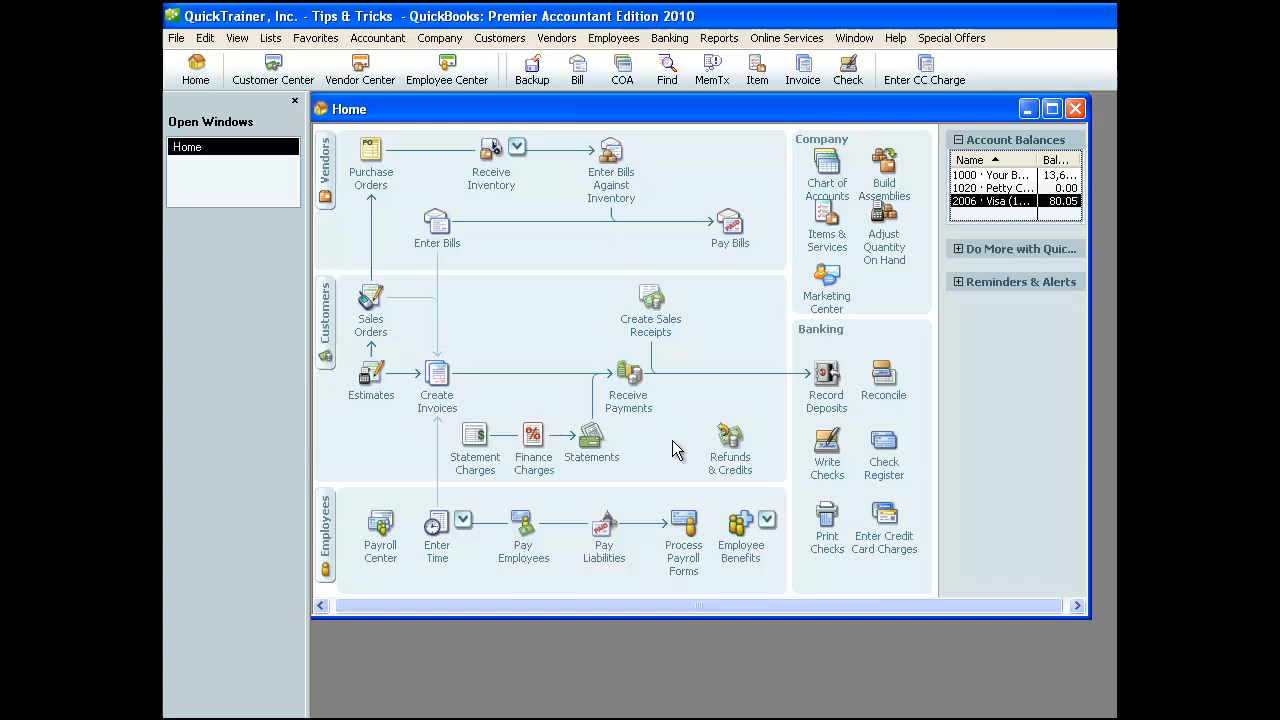 QuickTrainer, Inc. - Tips & Tricks - QuickBooks: Premier Accountant Edition 2010
File Edit View Lists Favorites Accountant Company Customers Vendors Employees Banking Reports Online Services Window Help Special Offers
Home Customer Center Vendor Center Employee Center Backup Bill COA Find MemTx Item Invoice Check Enter CC Charge
Open Windows
Home
Home
Vendors
PO
Purchase
Orders
Receive
Inventory
Enter Bills
Against
Inventory
Enter Bills
Pay Bills
Customers
Sales
Orders
Create Sales
Receipts
Estimates
Create
Invoices
Receive
Payments
Statement
Charges
Finance
Charges
Statements
Refunds
& Credits
Employees
Payroll
Center
Enter
Time
Pay
Employees
Pay
Liabilities
Process
Payroll
Forms
Employee
Benefits
Company
Chart of
Accounts
Build
Assemblies
Items &
Services
Adjust
Quantity
On Hand
Marketing
Center
Banking
Record
Deposits
Reconcile
Write
Checks
Check
Register
Print
Checks
Enter Credit
Card Charges
Account Balances
Name Bal...
1000 · Your B... 13,6...
1020 · Petty C... 0.00
2006 · Visa (1... 80.05
Do More with Quic...
Reminders & Alerts